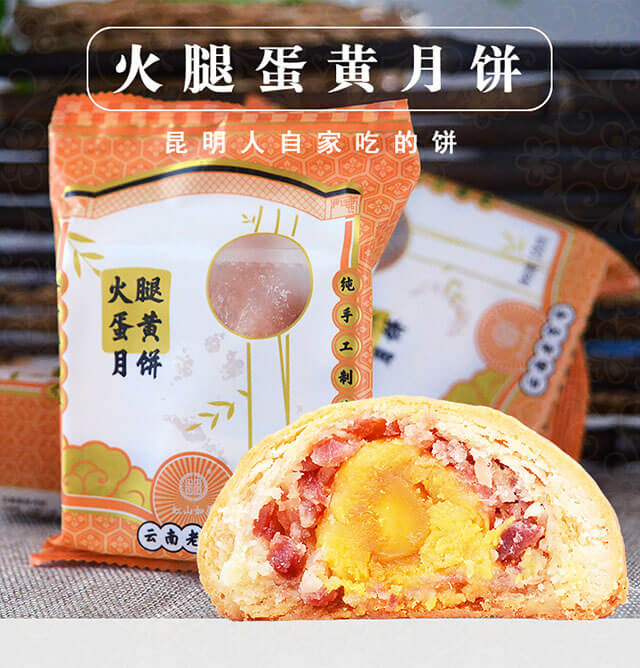 火腿蛋黄月饼
昆明人自家吃的饼
火腿
蛋黄
月饼
纯手工制
云南老